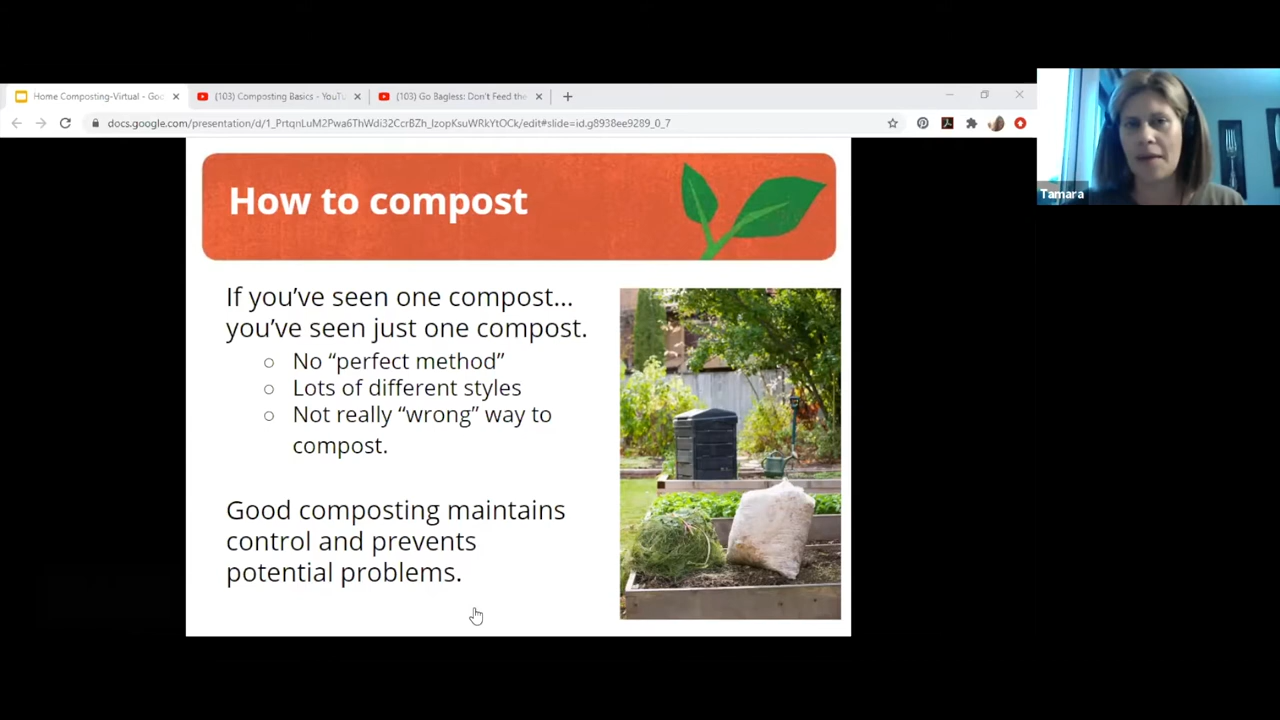 Home Composting-Virtual - Goo
(103) Composting Basics - YouTu
(103) Go Bagless: Don't Feed the
docs.google.com/presentation/d/1_PrtqnLuM2Pwa6ThWdi32CcrBZh_IzopKsuWRkYtOCk/edit#slide=id.g8938ee9289_0_7
Tamara
How to compost
If you've seen one compost...
you've seen just one compost.
○ No “perfect method”
○ Lots of different styles
○ Not really “wrong” way to
compost.
Good composting maintains
control and prevents
potential problems.